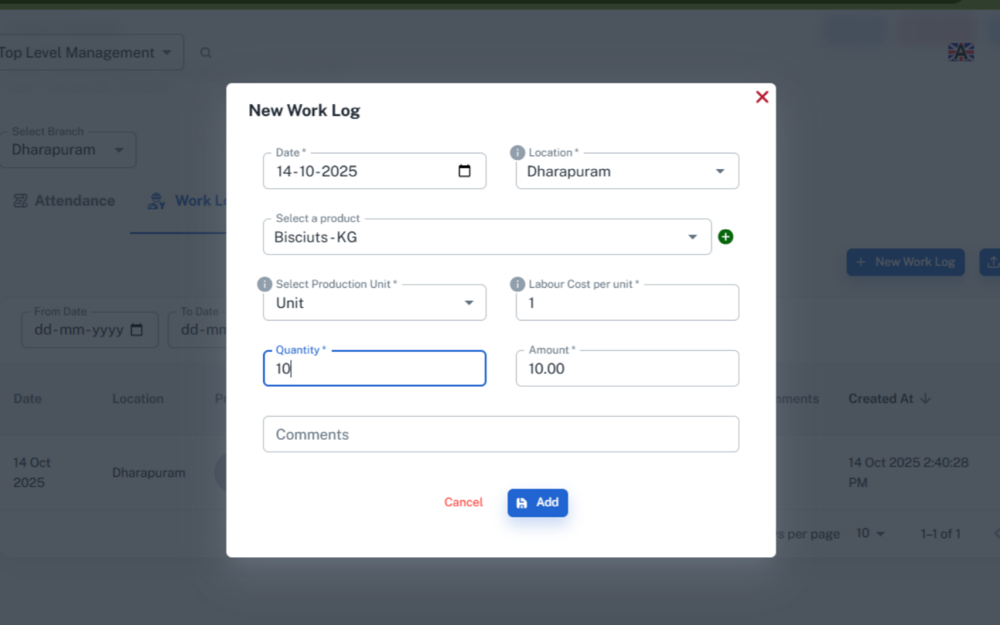 Top Level Management
A
New Work Log
Select Branch
Dharapuram
Date *
14-10-2025
Location *
Dharapuram
Attendance
Work Lo
Select a product
Bisciuts - KG
+ New Work Log
Select Production Unit *
Unit
Labour Cost per unit *
1
From Date
dd-mm-yyyy
To Date
dd-mm
Quantity *
10
Amount *
10.00
Date
Location
Pr
mments
Created At
Comments
14 Oct 2025
Dharapuram
14 Oct 2025 2:40:28 PM
Cancel
Add
s per page
10
1–1 of 1